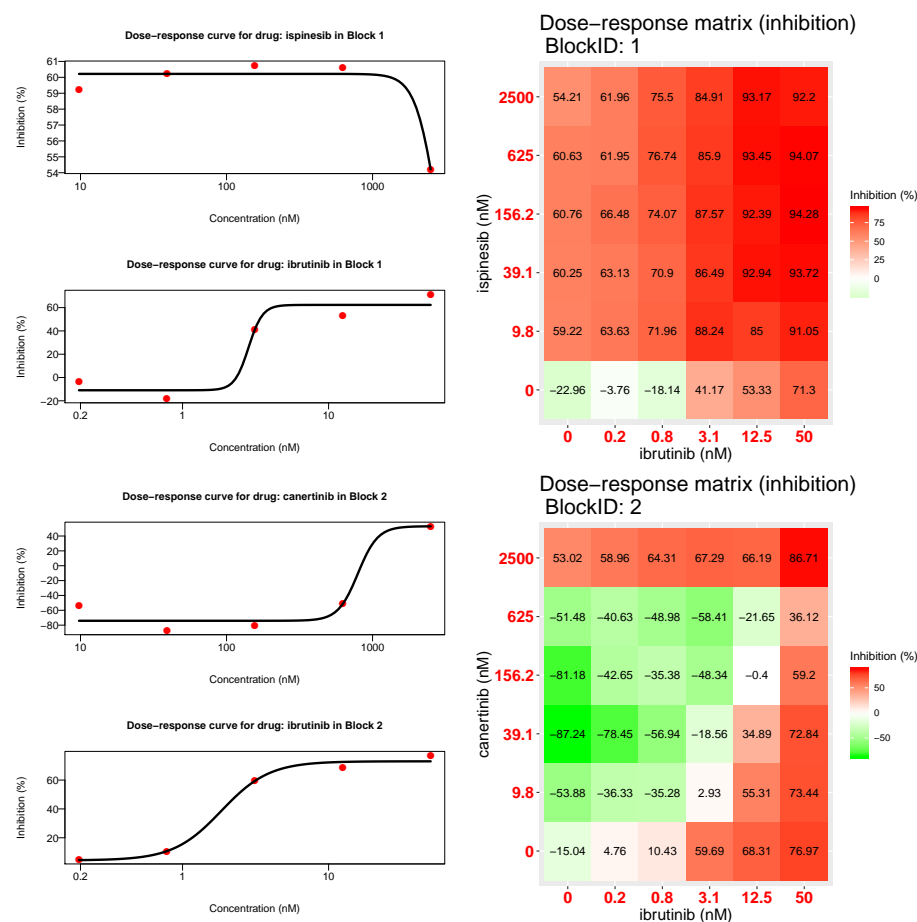 Dose−response curve for drug: ispinesib in Block 1
Inhibition (%)
61
60
59
58
57
56
55
54
10
100
1000
Concentration (nM)
Dose−response curve for drug: ibrutinib in Block 1
Inhibition (%)
60
40
20
0
−20
0.2
1
10
Concentration (nM)
Dose−response matrix (inhibition)
BlockID: 1
ispinesib (nM)
2500 54.21 61.96 75.5 84.91 93.17 92.2
625 60.63 61.95 76.74 85.9 93.45 94.07
156.2 60.76 66.48 74.07 87.57 92.39 94.28
39.1 60.25 63.13 70.9 86.49 92.94 93.72
9.8 59.22 63.63 71.96 88.24 85 91.05
0 −22.96 −3.76 −18.14 41.17 53.33 71.3
0 0.2 0.8 3.1 12.5 50
ibrutinib (nM)
Inhibition (%)
75
50
25
0
Dose−response curve for drug: canertinib in Block 2
Inhibition (%)
40
20
0
−20
−40
−60
−80
10
100
1000
Concentration (nM)
Dose−response curve for drug: ibrutinib in Block 2
Inhibition (%)
60
40
20
0.2
1
10
Concentration (nM)
Dose−response matrix (inhibition)
BlockID: 2
canertinib (nM)
2500 53.02 58.96 64.31 67.29 66.19 86.71
625 −51.48 −40.63 −48.98 −58.41 −21.65 36.12
156.2 −81.18 −42.65 −35.38 −48.34 −0.4 59.2
39.1 −87.24 −78.45 −56.94 −18.56 34.89 72.84
9.8 −53.88 −36.33 −35.28 2.93 55.31 73.44
0 −15.04 4.76 10.43 59.69 68.31 76.97
0 0.2 0.8 3.1 12.5 50
ibrutinib (nM)
Inhibition (%)
50
0
−50